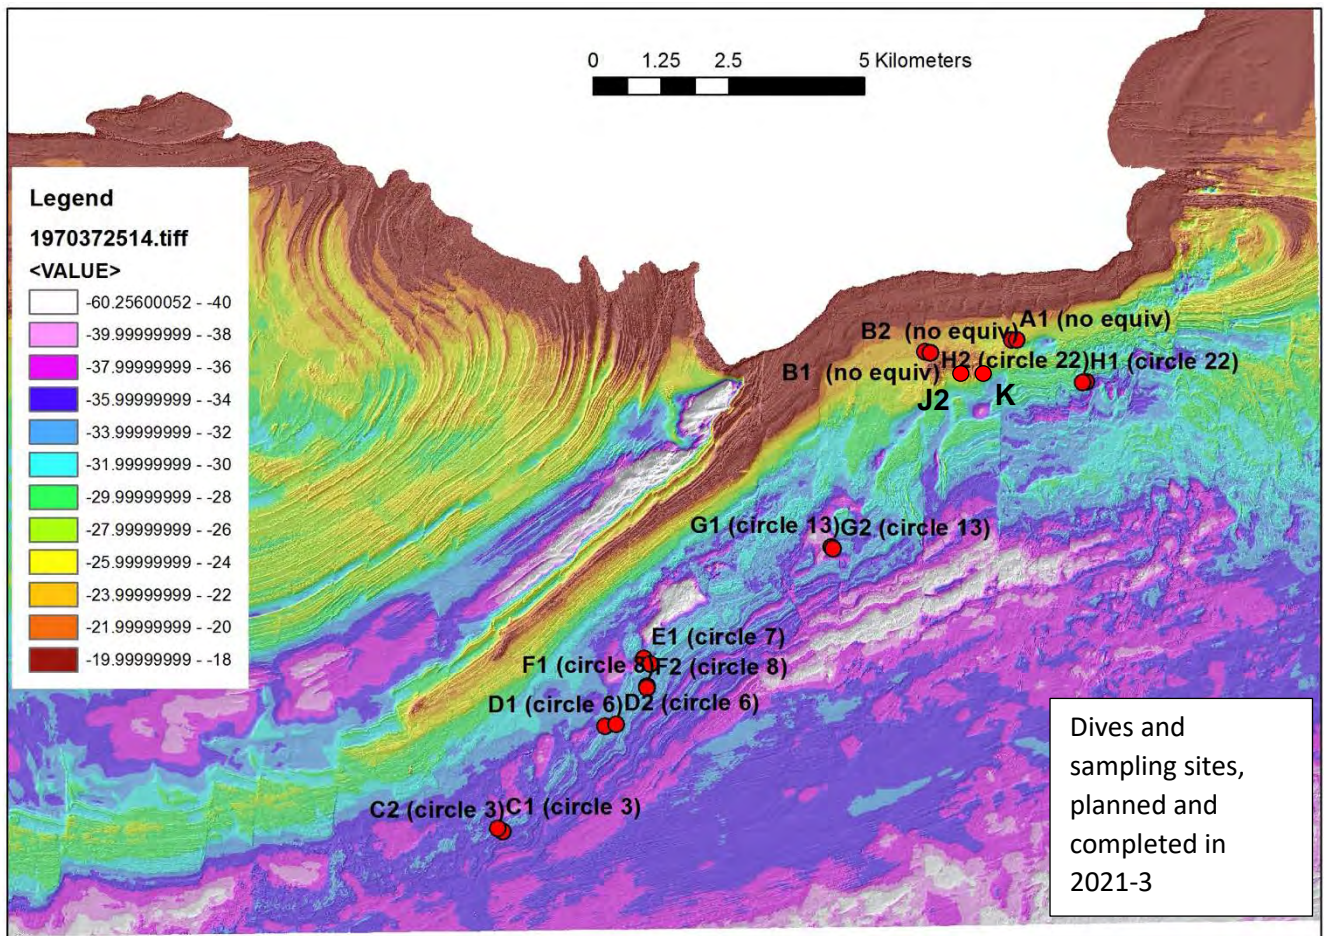 0 1.25 2.5 5 Kilometers
Legend
1970372514.tiff
<VALUE>
-60.25600052 - -40
-39.99999999 - -38
-37.99999999 - -36
-35.99999999 - -34
-33.99999999 - -32
-31.99999999 - -30
-29.99999999 - -28
-27.99999999 - -26
-25.99999999 - -24
-23.99999999 - -22
-21.99999999 - -20
-19.99999999 - -18
B2 (no equiv)
A1 (no equiv)
B1 (no equiv)
H2 (circle 22)
H1 (circle 22)
J2
K
G1 (circle 13)
G2 (circle 13)
E1 (circle 7)
F1 (circle 8)
F2 (circle 8)
D1 (circle 6)
D2 (circle 6)
C2 (circle 3)
C1 (circle 3)
Dives and
sampling sites,
planned and
completed in
2021-3